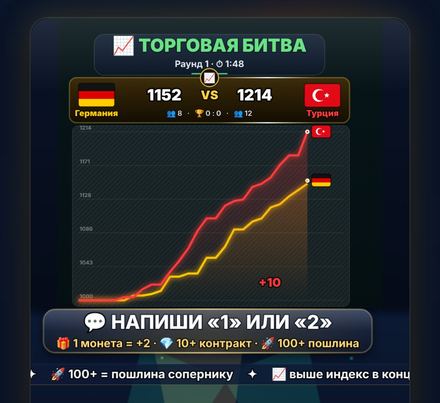 📈 ТОРГОВАЯ БИТВА
Раунд 1 · ⏱ 1:48
1152 VS 1214
Германия 👥 8 · 🏆 0 : 0 · 👥 12 Турция
1214
1171
1128
1086
1043
1000
+10
💬 НАПИШИ «1» ИЛИ «2»
🎁 1 монета = +2 · 💎 10+ контракт · 🚀 100+ пошлина
✦ 🚀 100+ = пошлина сопернику ✦ 📈 выше индекс в конц